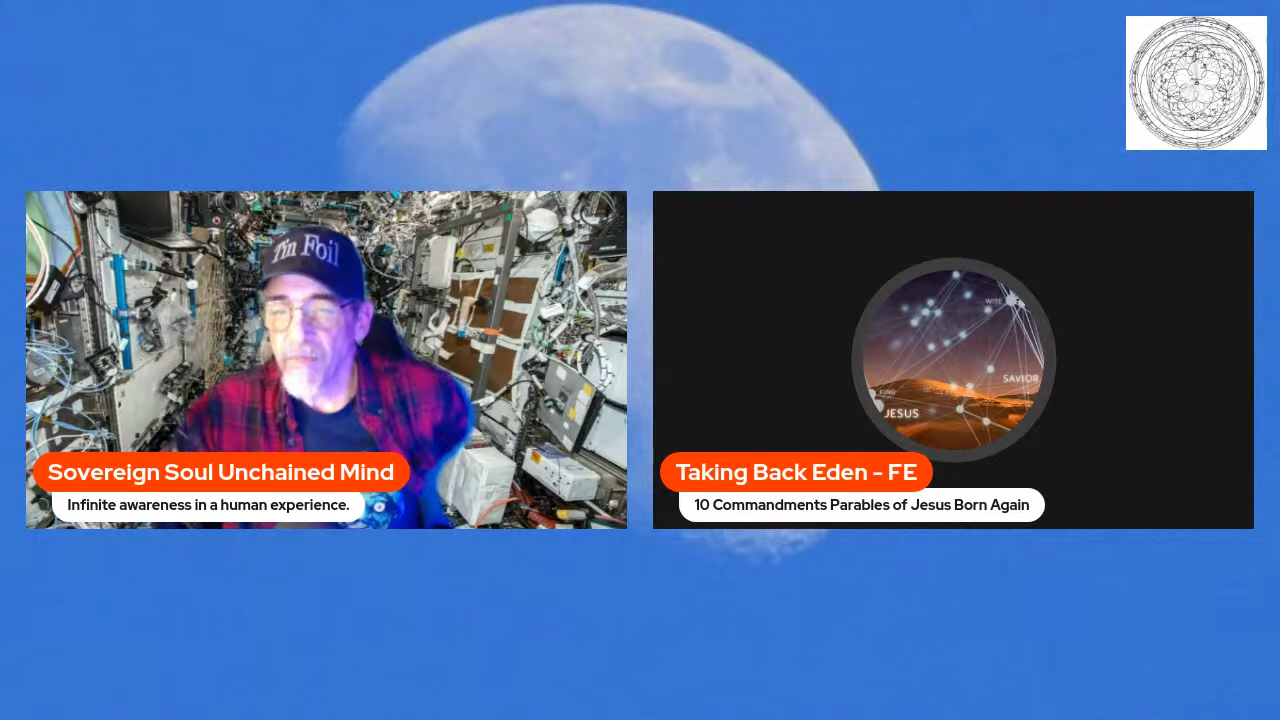 Tin Foil
Sovereign Soul Unchained Mind
Infinite awareness in a human experience.
WISE
SAVIOR
KING
JESUS
Taking Back Eden - FE
10 Commandments Parables of Jesus Born Again